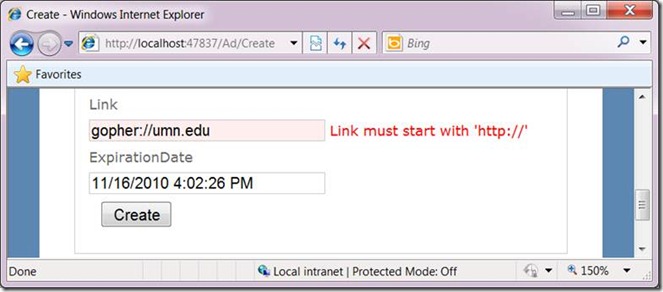 Create - Windows Internet Explorer
http://localhost:47837/Ad/Create
Bing
Favorites
Link
gopher://umn.edu Link must start with 'http://'
ExpirationDate
11/16/2010 4:02:26 PM
Create
Done Local intranet | Protected Mode: Off 150%